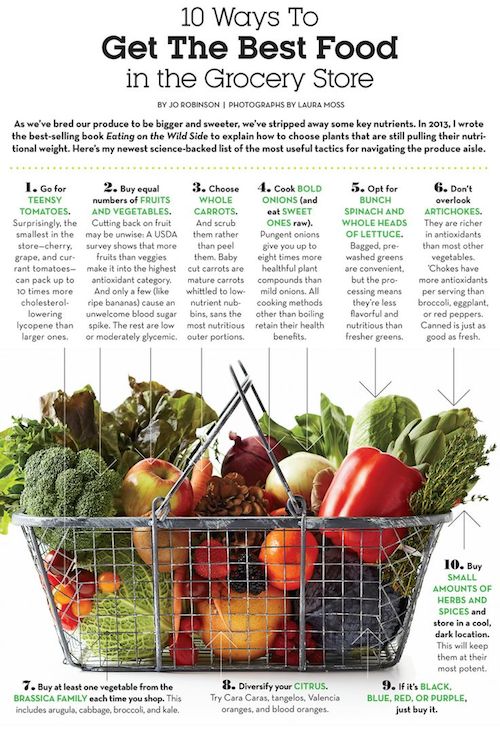 10 Ways To
Get The Best Food
in the Grocery Store
BY JO ROBINSON | PHOTOGRAPHS BY LAURA MOSS
As we've bred our produce to be bigger and sweeter, we've stripped away some key nutrients. In 2013, I wrote
the best-selling book Eating on the Wild Side to explain how to choose plants that are still pulling their nutri-
tional weight. Here's my newest science-backed list of the most useful tactics for navigating the produce aisle.
1. Go for
TEENSY
TOMATOES.
Surprisingly, the
smallest in the
store—cherry,
grape, and cur-
rant tomatoes—
can pack up to
10 times more
cholesterol-
lowering
lycopene than
larger ones.
2. Buy equal
numbers of FRUITS
AND VEGETABLES.
Cutting back on fruit
may be unwise: A USDA
survey shows that more
fruits than veggies
make it into the highest
antioxidant category.
And only a few (like
ripe bananas) cause an
unwelcome blood sugar
spike. The rest are low
or moderately glycemic.
3. Choose
WHOLE
CARROTS.
And scrub
them rather
than peel
them. Baby
cut carrots are
mature carrots
whittled to low-
nutrient nub-
bins, sans the
most nutritious
outer portions.
4. Cook BOLD
ONIONS (and
eat SWEET
ONES raw).
Pungent onions
give you up to
eight times more
healthful plant
compounds than
mild onions. All
cooking methods
other than boiling
retain their health
benefits.
5. Opt for
BUNCH
SPINACH AND
WHOLE HEADS
OF LETTUCE.
Bagged, pre-
washed greens
are convenient,
but the pro-
cessing means
they're less
flavorful and
nutritious than
fresher greens.
6. Don't
overlook
ARTICHOKES.
They are richer
in antioxidants
than most other
vegetables.
'Chokes have
more antioxidants
per serving than
broccoli, eggplant,
or red peppers.
Canned is just as
good as fresh.
10. Buy
SMALL
AMOUNTS OF
HERBS AND
SPICES and
store in a cool,
dark location.
This will keep
them at their
most potent.
7. Buy at least one vegetable from the
BRASSICA FAMILY each time you shop. This
includes arugula, cabbage, broccoli, and kale.
8. Diversify your CITRUS.
Try Cara Caras, tangelos, Valencia
oranges, and blood oranges.
9. If it's BLACK,
BLUE, RED, OR PURPLE,
just buy it.